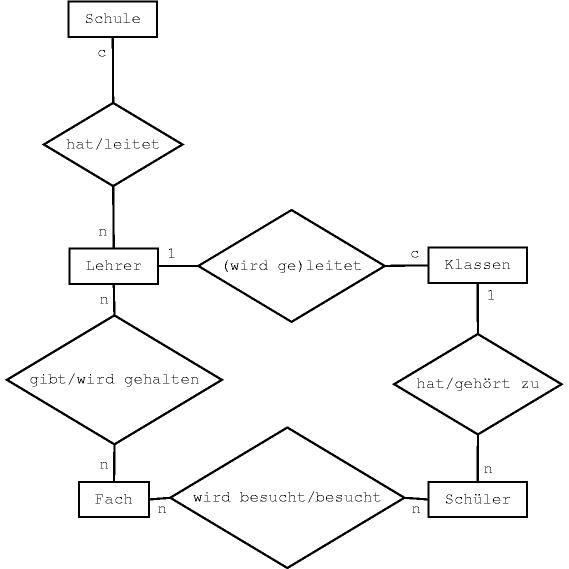 Schule
c
hat/leitet
n
Lehrer
1
(wird ge)leitet
c
Klassen
n
1
gibt/wird gehalten
hat/gehört zu
n
n
Fach
n
wird besucht/besucht
n
Schüler